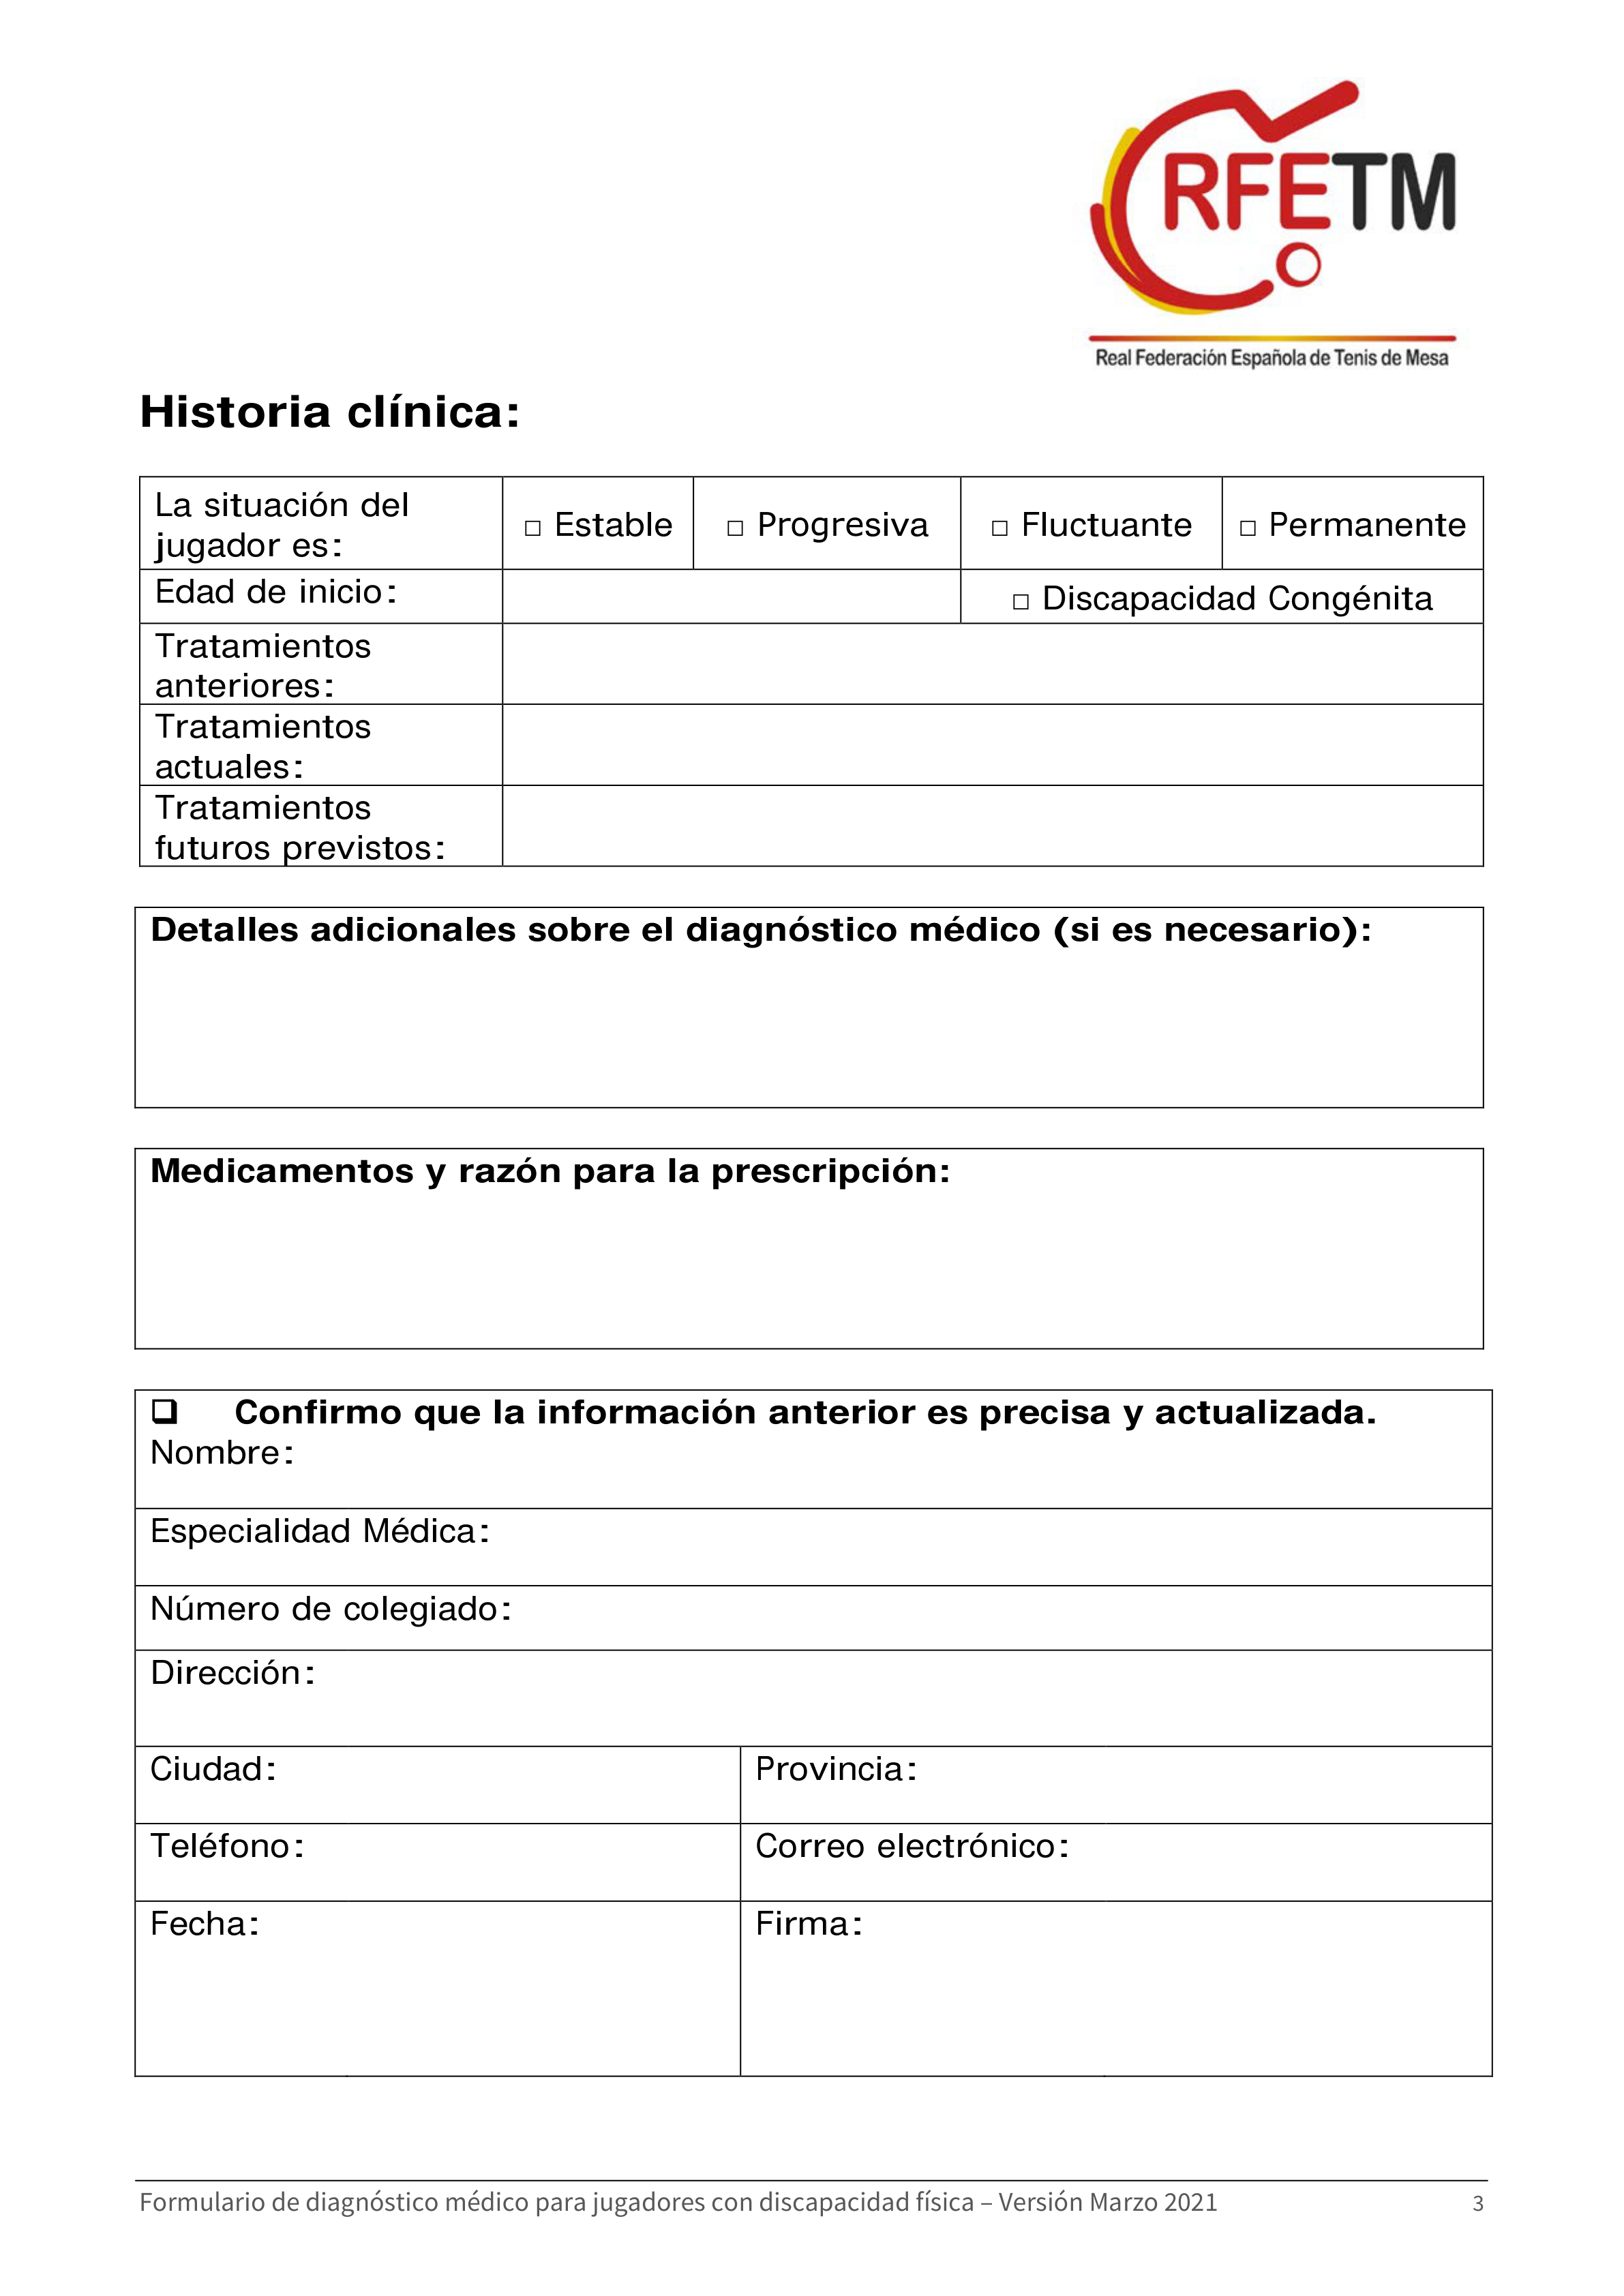 RFETM
Real Federación Española de Tenis de Mesa
Historia clínica:
La situación del
jugador es:
□ Estable
□ Progresiva
□ Fluctuante
□ Permanente
Edad de inicio:
□ Discapacidad Congénita
Tratamientos
anteriores:
Tratamientos
actuales:
Tratamientos
futuros previstos:
Detalles adicionales sobre el diagnóstico médico (si es necesario):
Medicamentos y razón para la prescripción:
❑ Confirmo que la información anterior es precisa y actualizada.
Nombre:
Especialidad Médica:
Número de colegiado:
Dirección:
Ciudad:
Provincia:
Teléfono:
Correo electrónico:
Fecha:
Firma:
Formulario de diagnóstico médico para jugadores con discapacidad física – Versión Marzo 2021 3